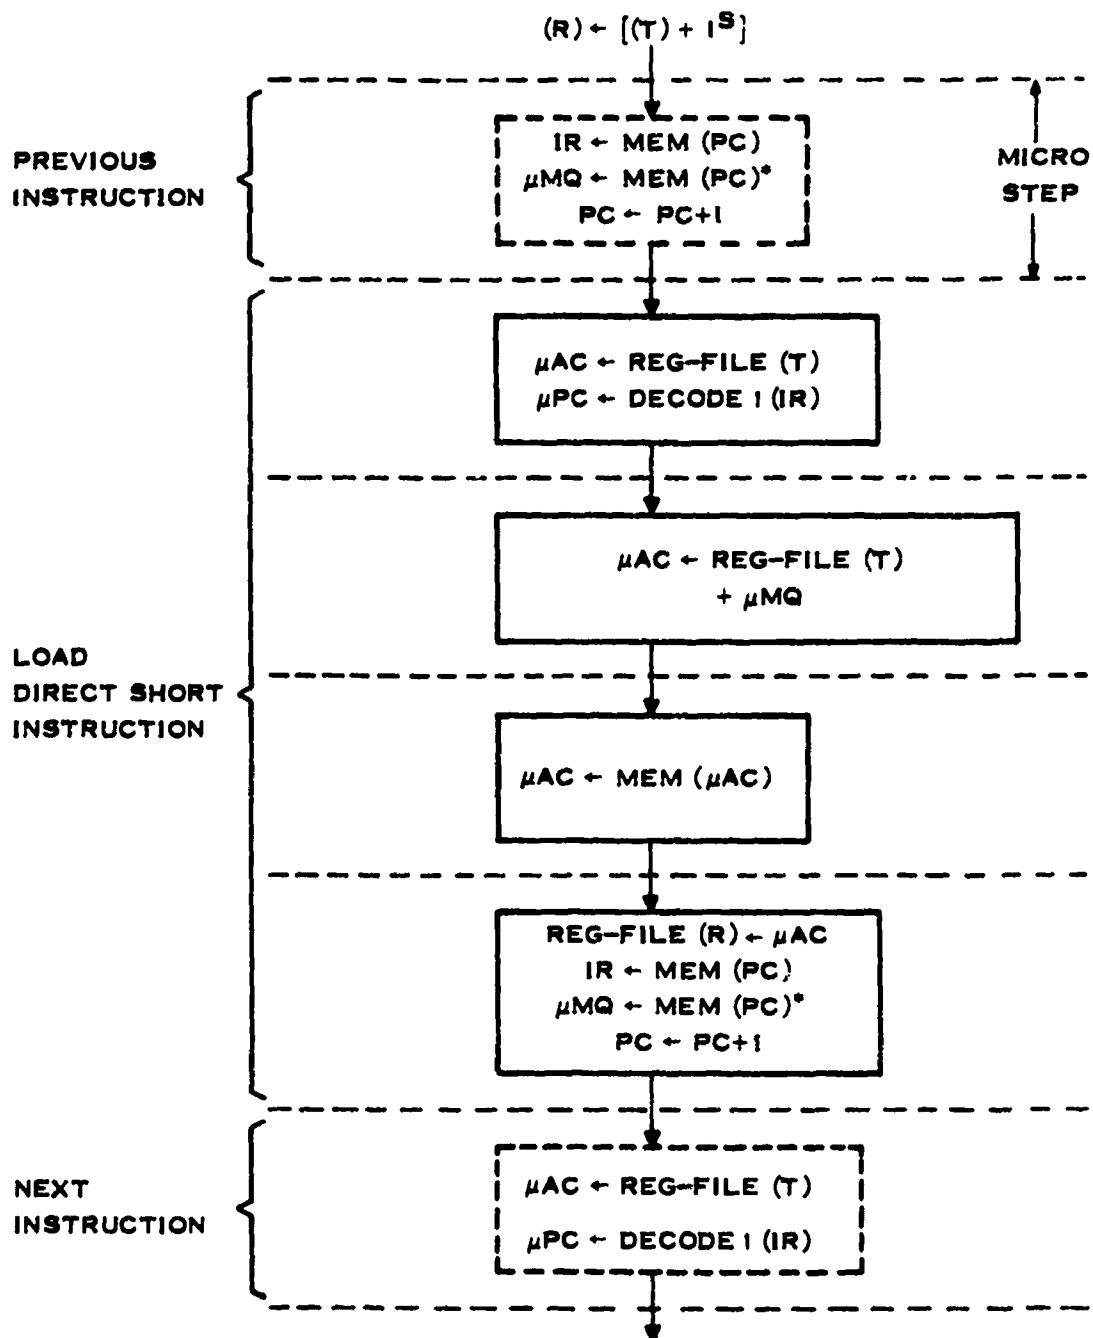 (R) ← [(T) + I^S]
PREVIOUS
INSTRUCTION
IR ← MEM (PC)
μMQ ← MEM (PC)*
PC ← PC+1
MICRO
STEP
μAC ← REG-FILE (T)
μPC ← DECODE 1 (IR)
μAC ← REG-FILE (T)
+ μMQ
LOAD
DIRECT SHORT
INSTRUCTION
μAC ← MEM (μAC)
REG-FILE (R) ← μAC
IR ← MEM (PC)
μMQ ← MEM (PC)*
PC ← PC+1
NEXT
INSTRUCTION
μAC ← REG-FILE (T)
μPC ← DECODE 1 (IR)